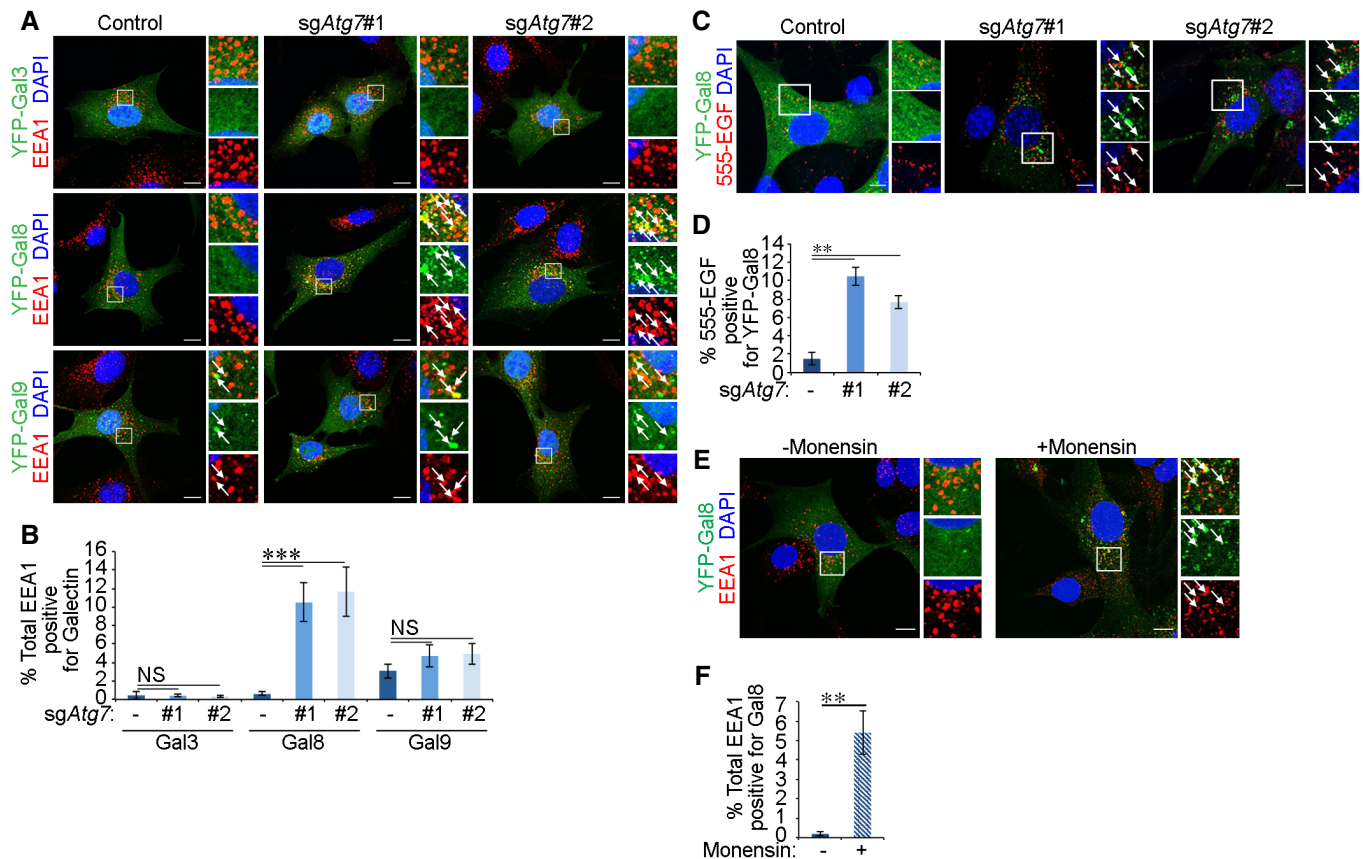 A
Control
sgAtg7#1
sgAtg7#2
YFP-Gal3
EEA1 DAPI
YFP-Gal8
EEA1 DAPI
YFP-Gal9
EEA1 DAPI
B
% Total EEA1
positive
for Galectin
16
14
12
10
8
6
4
2
0
NS
***
NS
sgAtg7:
- #1 #2 - #1 #2 - #1 #2
Gal3 Gal8 Gal9
C
Control
sgAtg7#1
sgAtg7#2
YFP-Gal8
555-EGF DAPI
D
% 555-EGF
positive
for YFP-Gal8
14
12
10
8
6
4
2
0
**
sgAtg7: - #1 #2
E
-Monensin
+Monensin
YFP-Gal8
EEA1 DAPI
F
% Total EEA1
positive for Gal8
7
6
5
4
3
2
1
0
**
Monensin: - +